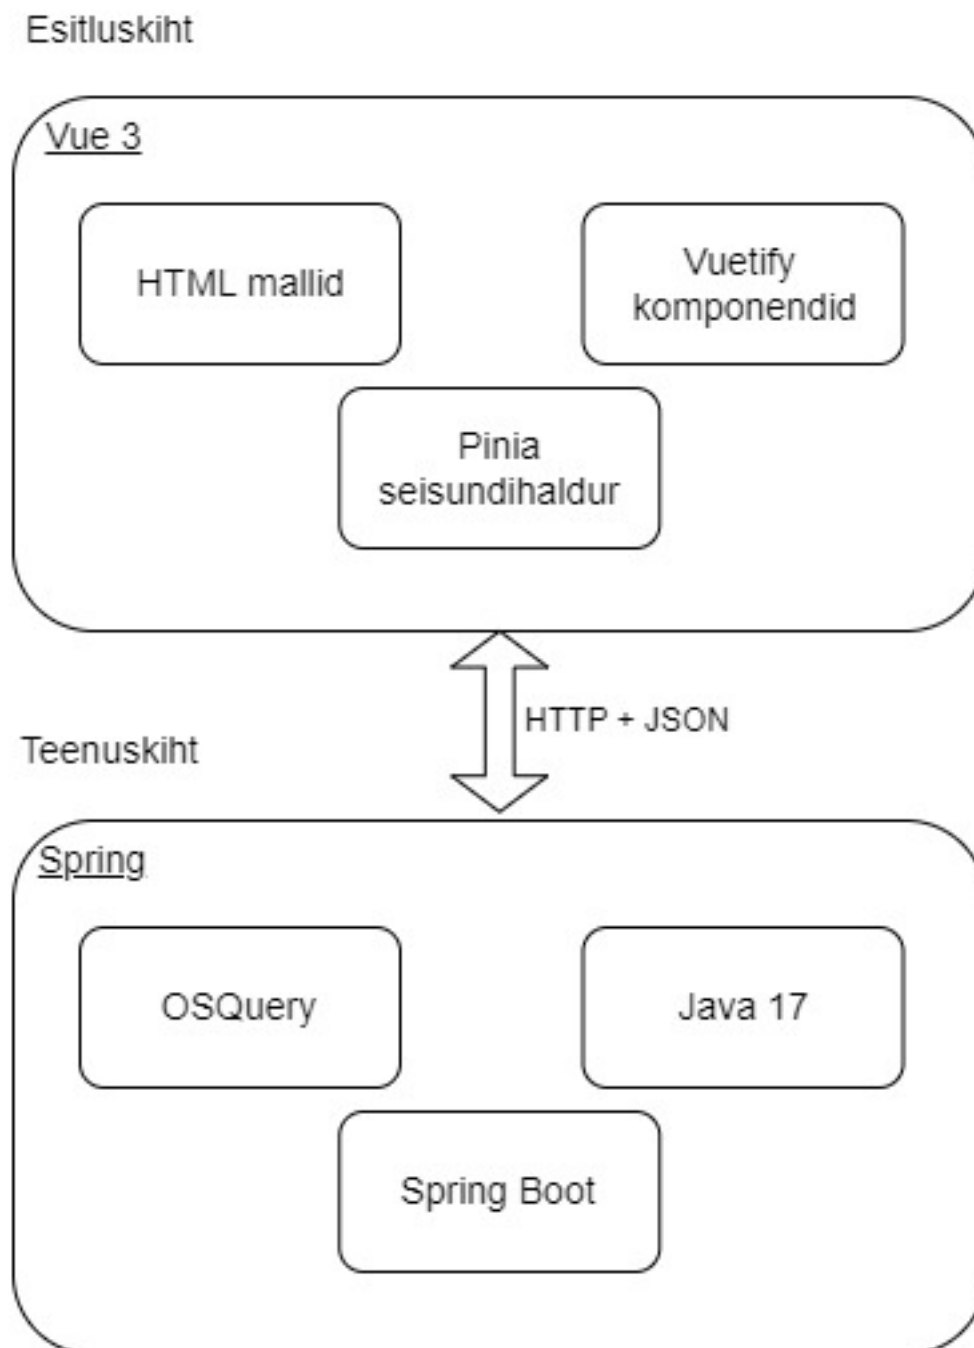 Esitluskiht
Vue 3
HTML mallid
Vuetify
komponendid
Pinia
seisundihaldur
HTTP + JSON
Teenuskiht
Spring
OSQuery
Java 17
Spring Boot